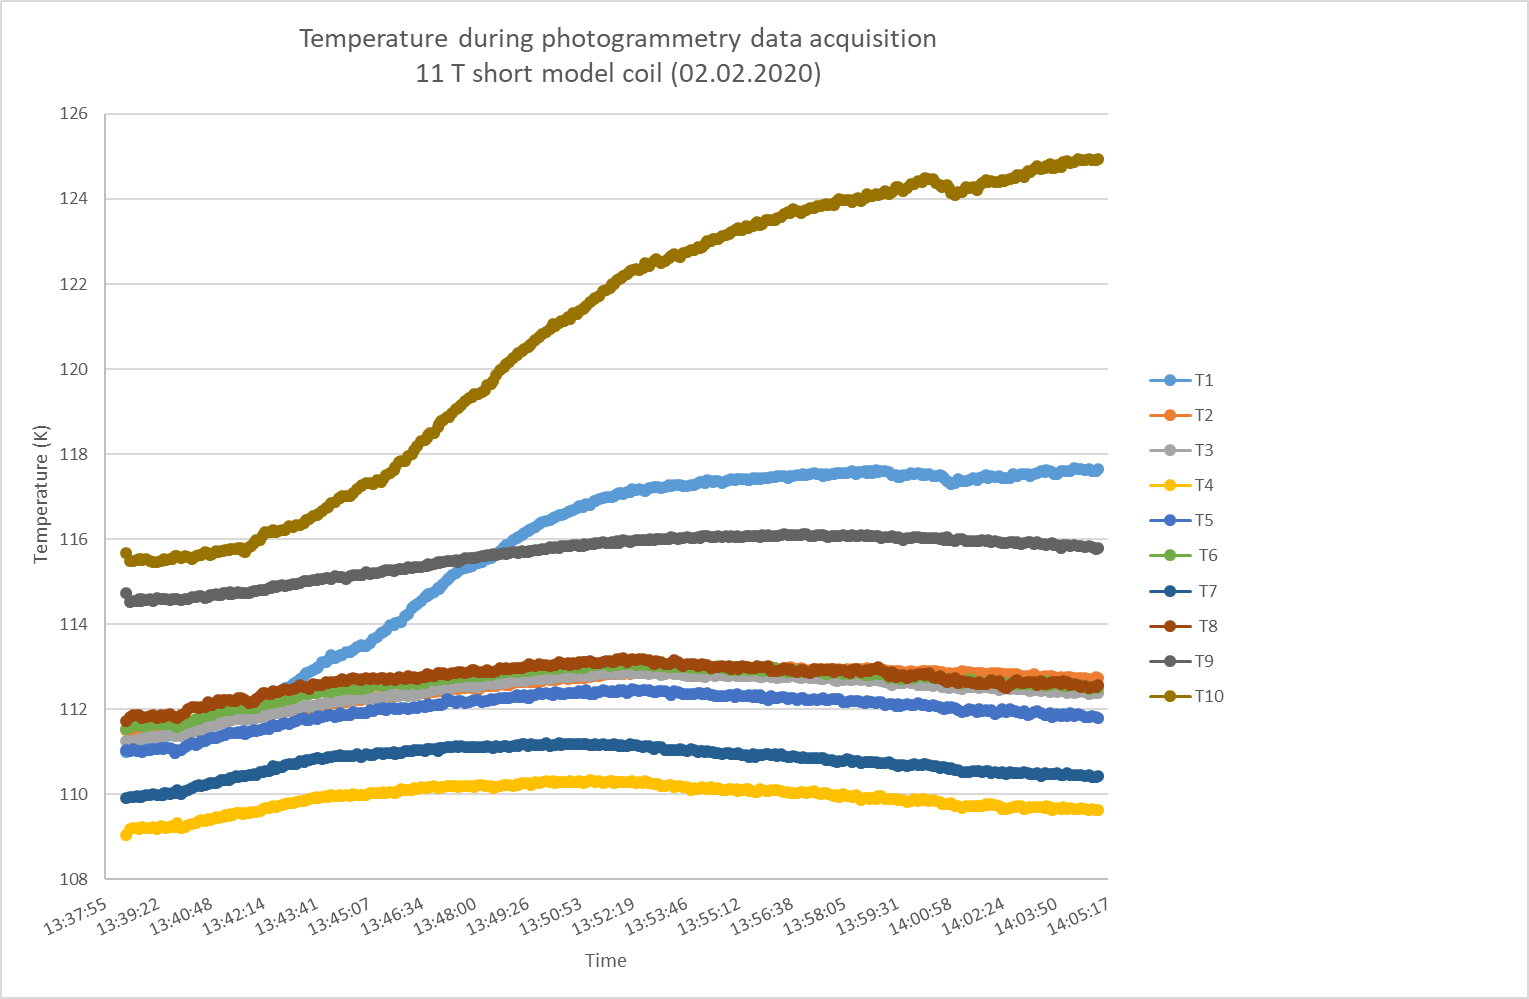 Temperature during photogrammetry data acquisition
11 T short model coil (02.02.2020)
126
124
122
120
118
116
114
112
110
108
Temperature (K)
13:37:55
13:39:22
13:40:48
13:42:14
13:43:41
13:45:07
13:46:34
13:48:00
13:49:26
13:50:53
13:52:19
13:53:46
13:55:12
13:56:38
13:58:05
13:59:31
14:00:58
14:02:24
14:03:50
14:05:17
Time
T1
T2
T3
T4
T5
T6
T7
T8
T9
T10